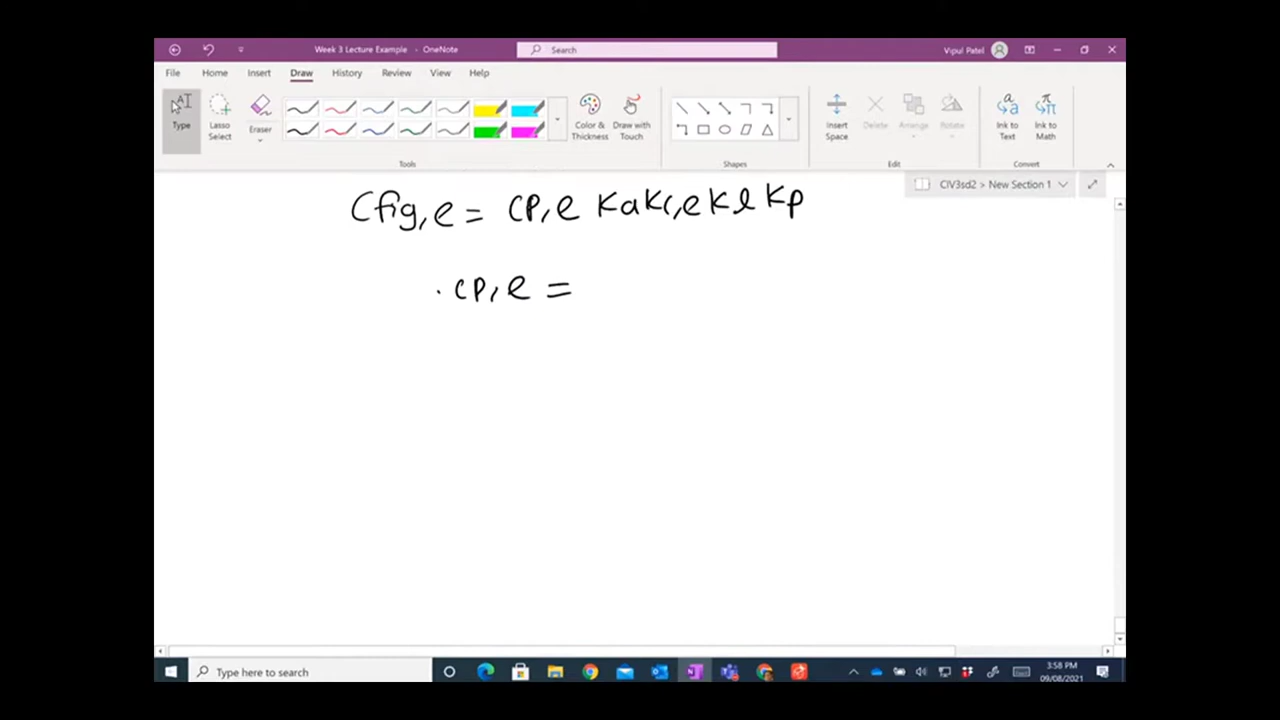 Week 3 Lecture Example - OneNote
Search
Vipul Patel
File Home Insert Draw History Review View Help
Type
Lasso Select
Eraser
Color & Thickness
Draw with Touch
Insert Space
Delete
Arrange
Rotate
Ink to Text
Ink to Math
Tools
Shapes
Edit
Convert
CIV3sd2 > New Section 1
Cfig,e = CP,e Ka Kc,e Kl Kp
. CP,e =
Type here to search
3:58 PM
09/08/2021